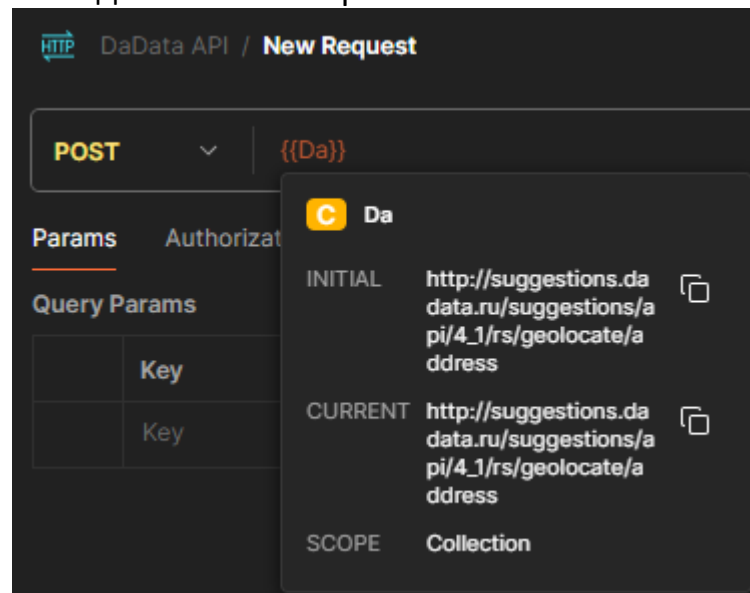 HTTP DaData API / New Request
POST {{Da}}
C Da
Params Authorizat
INITIAL http://suggestions.da
data.ru/suggestions/a
pi/4_1/rs/geolocate/a
ddress
Query Params
Key
CURRENT http://suggestions.da
data.ru/suggestions/a
pi/4_1/rs/geolocate/a
ddress
Key
SCOPE Collection